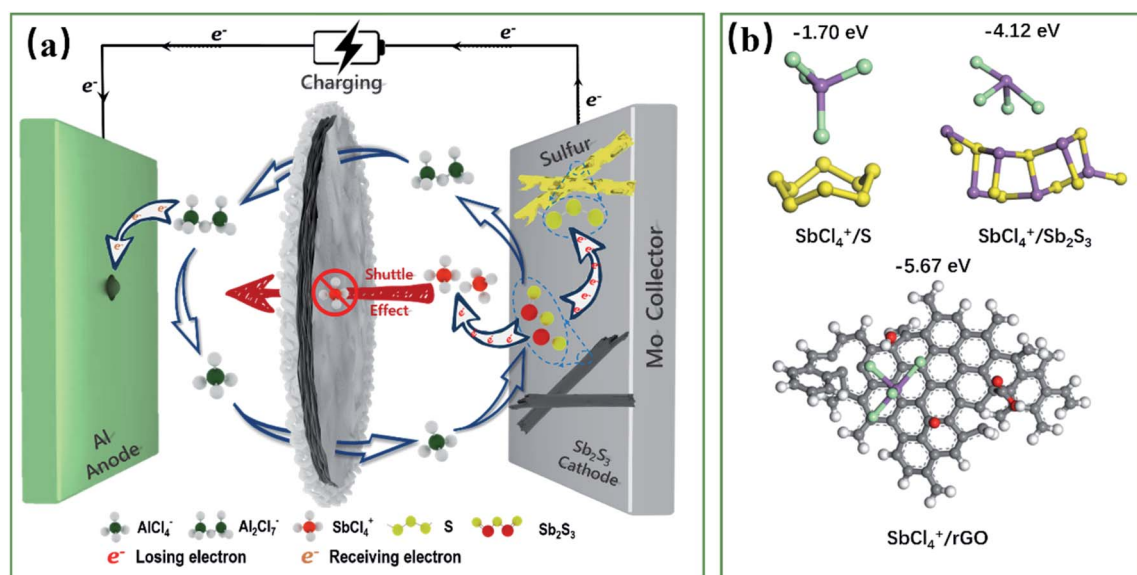 (a)
e-
e-
e-
e-
Charging
Sulfur
e-
e-
e-
e-
e-
e-
e-
e-
Shuttle
Effect
e-
e-
e-
e-
Mo Collector
Al
Anode
Sb₂S₃
Cathode
AlCl₄⁻
Al₂Cl₇⁻
SbCl₄⁺
S
Sb₂S₃
e- Losing electron
e- Receiving electron
(b)
-1.70 eV
-4.12 eV
SbCl₄⁺/S
SbCl₄⁺/Sb₂S₃
-5.67 eV
SbCl₄⁺/rGO